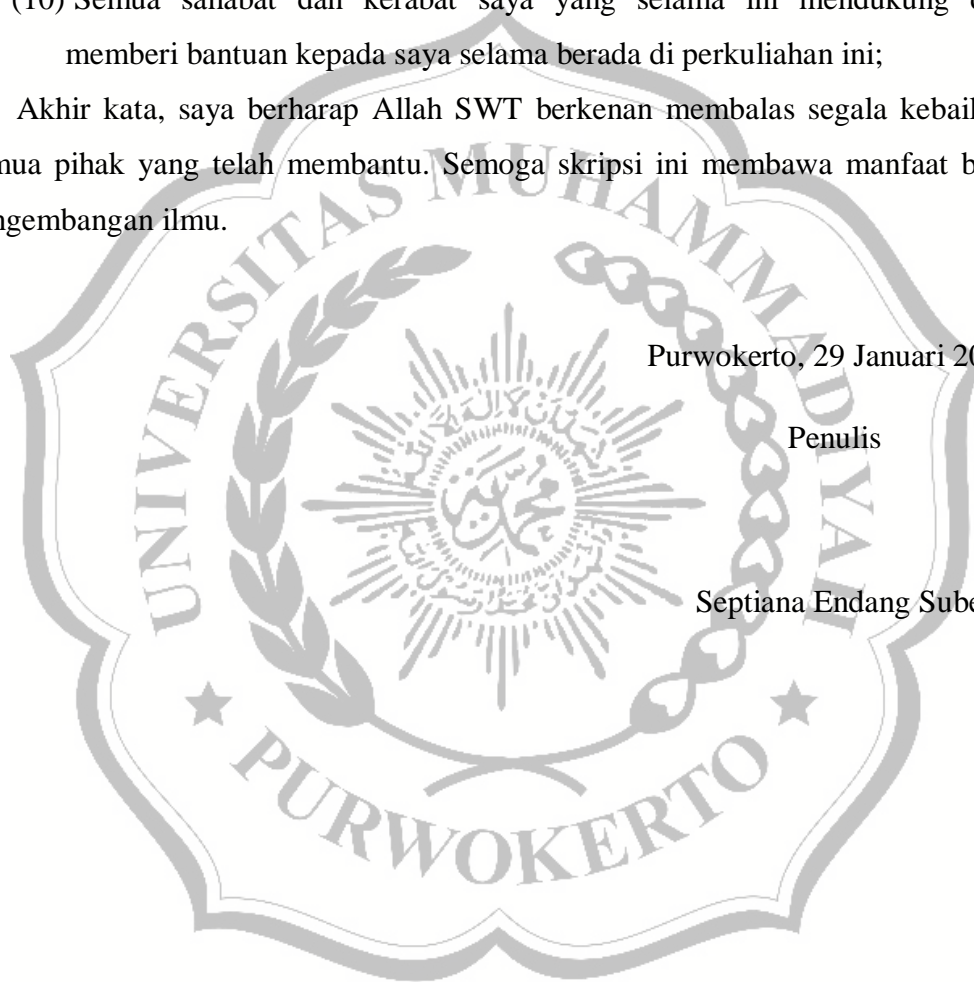 (10) Semua sahabat dan kerabat saya yang selama ini mendukung
memberi bantuan kepada saya selama berada di perkuliahan ini;
Akhir kata, saya berharap Allah SWT berkenan membalas segala
pihak yang telah membantu. Semoga skripsi ini membawa manfaat
ilmu.
UNIVERSITAS MUHAMMADIYAH
Purwokerto, 29 Januari 20
Penulis
Septiana Endang Sube
PURWOKERTO